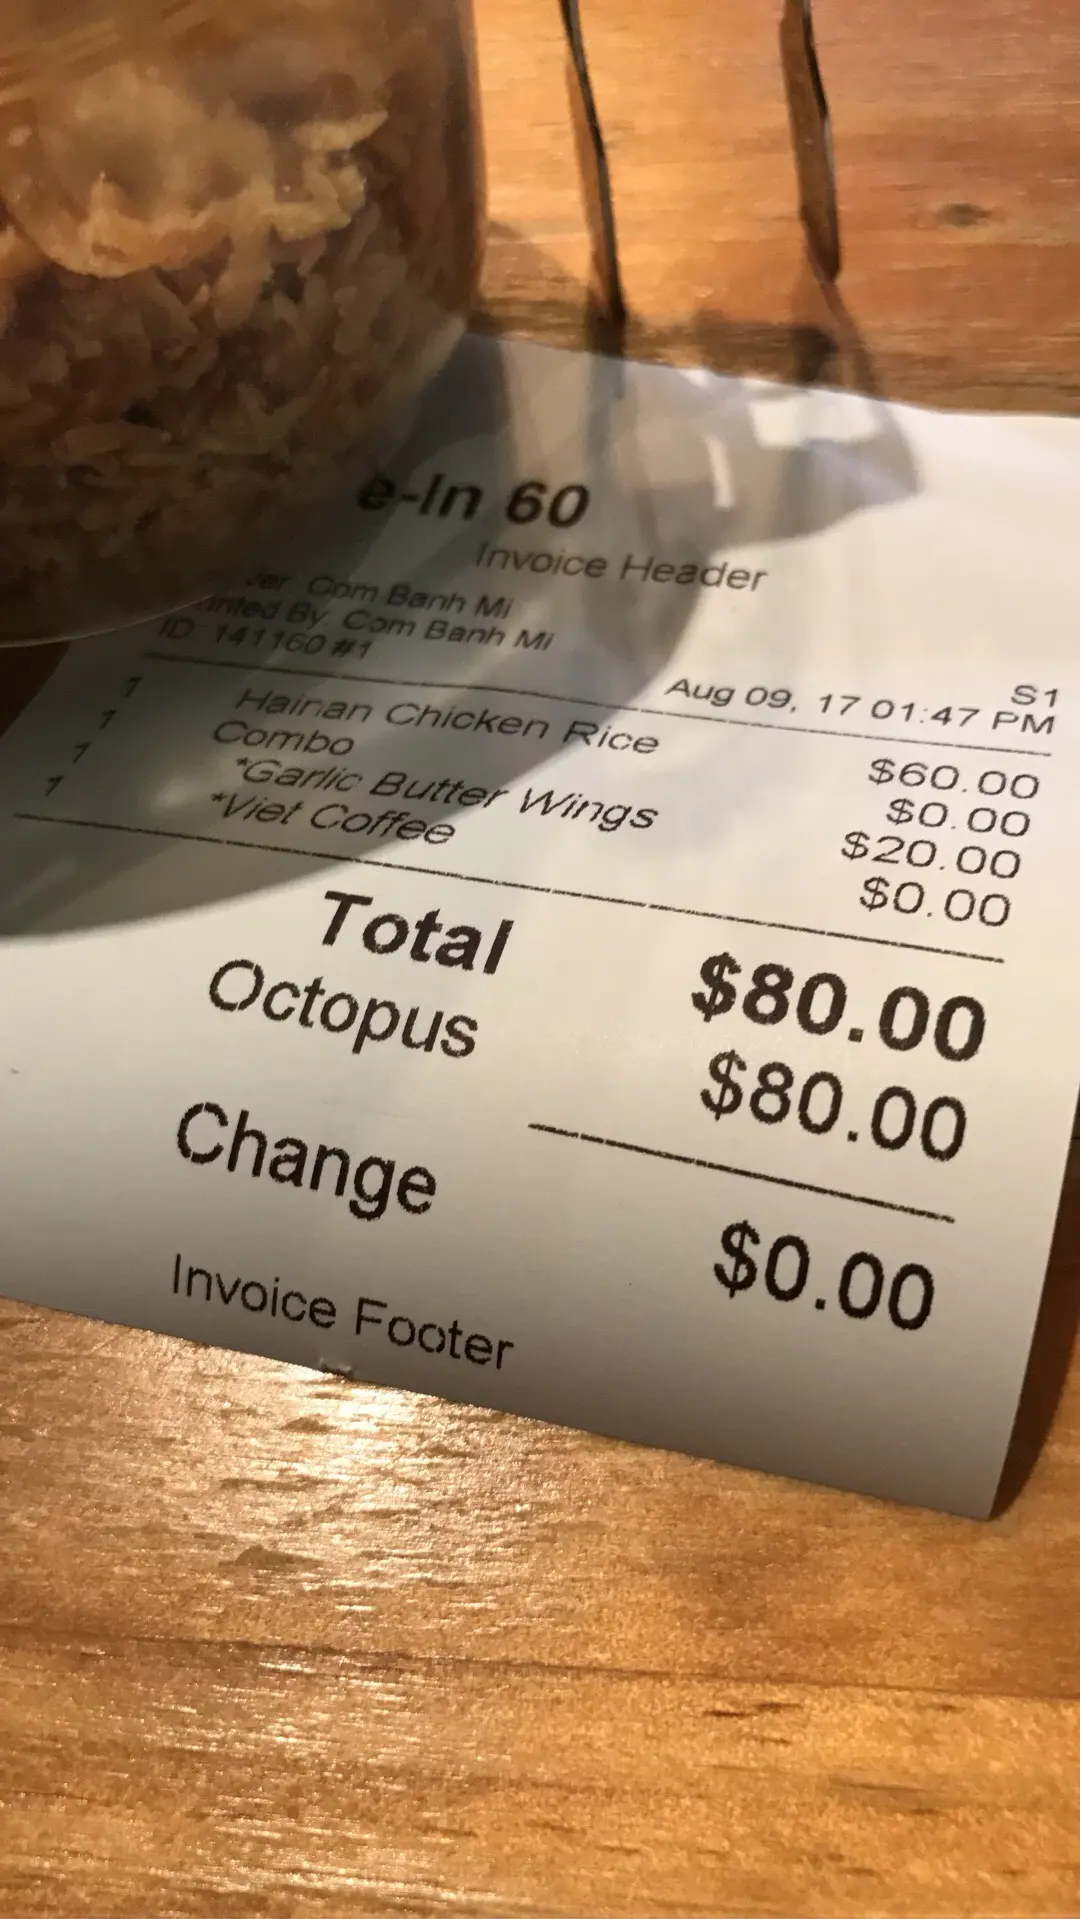 e-In 60
Invoice Header
Com Banh Mi
By: Com Banh Mi
ID: 141160 #1
S1
Aug 09, 17 01:47 PM
1 Hainan Chicken Rice $60.00
1 Combo $0.00
1 *Garlic Butter Wings $20.00
1 *Viet Coffee $0.00
Total $80.00
Octopus $80.00
Change $0.00
Invoice Footer